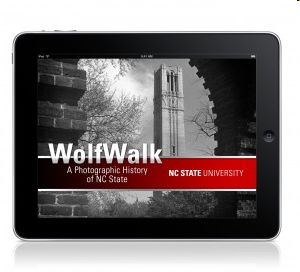 WolfWalk
A Photographic History
of NC State
NC STATE UNIVERSITY